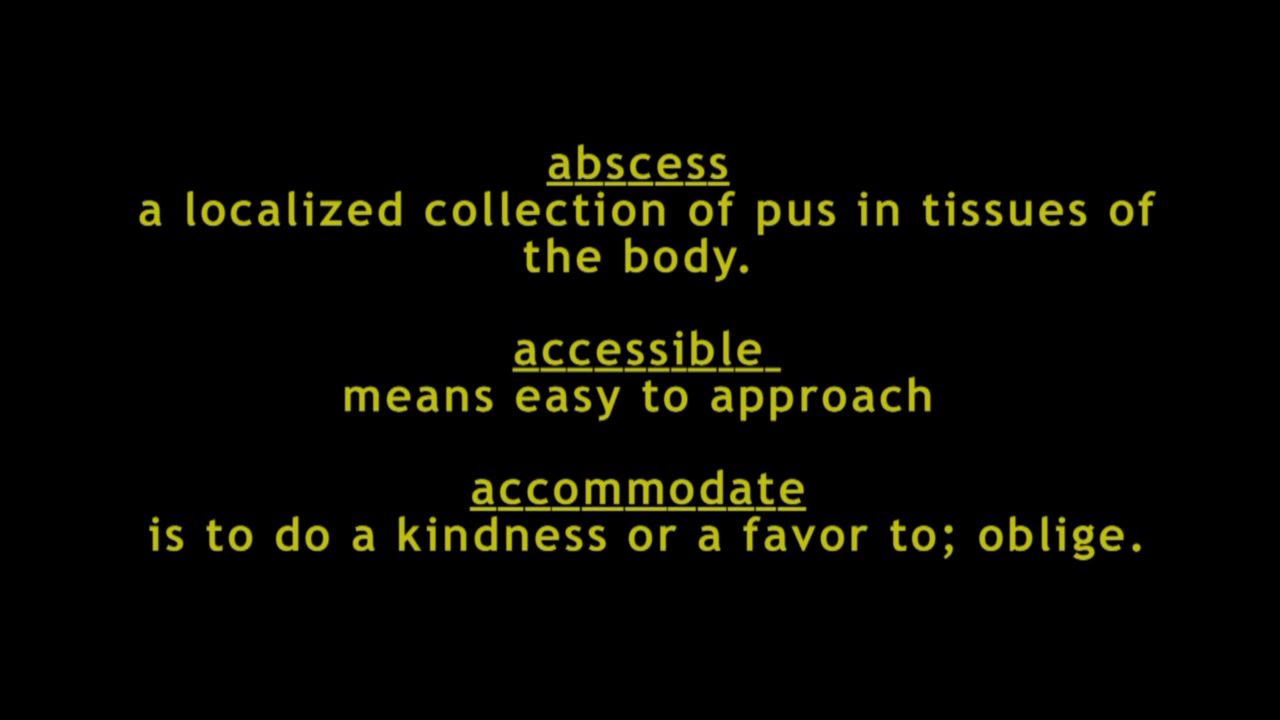 abscess
a localized collection of pus in tissues of
the body.
accessible
means easy to approach
accommodate
is to do a kindness or a favor to; oblige.